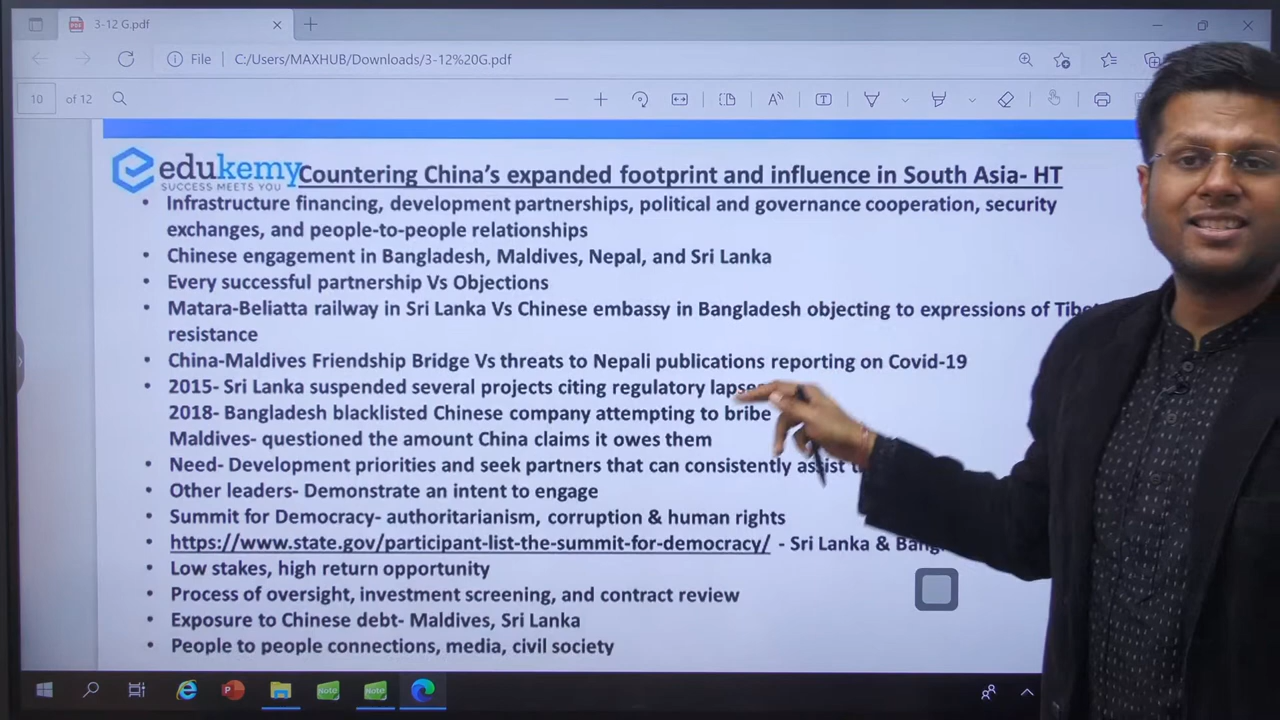 3-12 G.pdf
File C:/Users/MAXHUB/Downloads/3-12%20G.pdf
10 of 12
edukemy
SUCCESS MEETS YOU
Countering China's expanded footprint and influence in South Asia- HT
• Infrastructure financing, development partnerships, political and governance cooperation, security
exchanges, and people-to-people relationships
• Chinese engagement in Bangladesh, Maldives, Nepal, and Sri Lanka
• Every successful partnership Vs Objections
• Matara-Beliatta railway in Sri Lanka Vs Chinese embassy in Bangladesh objecting to expressions of
resistance
• China-Maldives Friendship Bridge Vs threats to Nepali publications reporting on Covid-19
• 2015- Sri Lanka suspended several projects citing regulatory
2018- Bangladesh blacklisted Chinese company attempting to bribe
Maldives- questioned the amount China claims it owes them
• Need- Development priorities and seek partners that can consistently assist
• Other leaders- Demonstrate an intent to engage
• Summit for Democracy- authoritarianism, corruption & human rights
• https://www.state.gov/participant-list-the-summit-for-democracy/ - Sri Lanka &
• Low stakes, high return opportunity
• Process of oversight, investment screening, and contract review
• Exposure to Chinese debt- Maldives, Sri Lanka
• People to people connections, media, civil society
Note Note